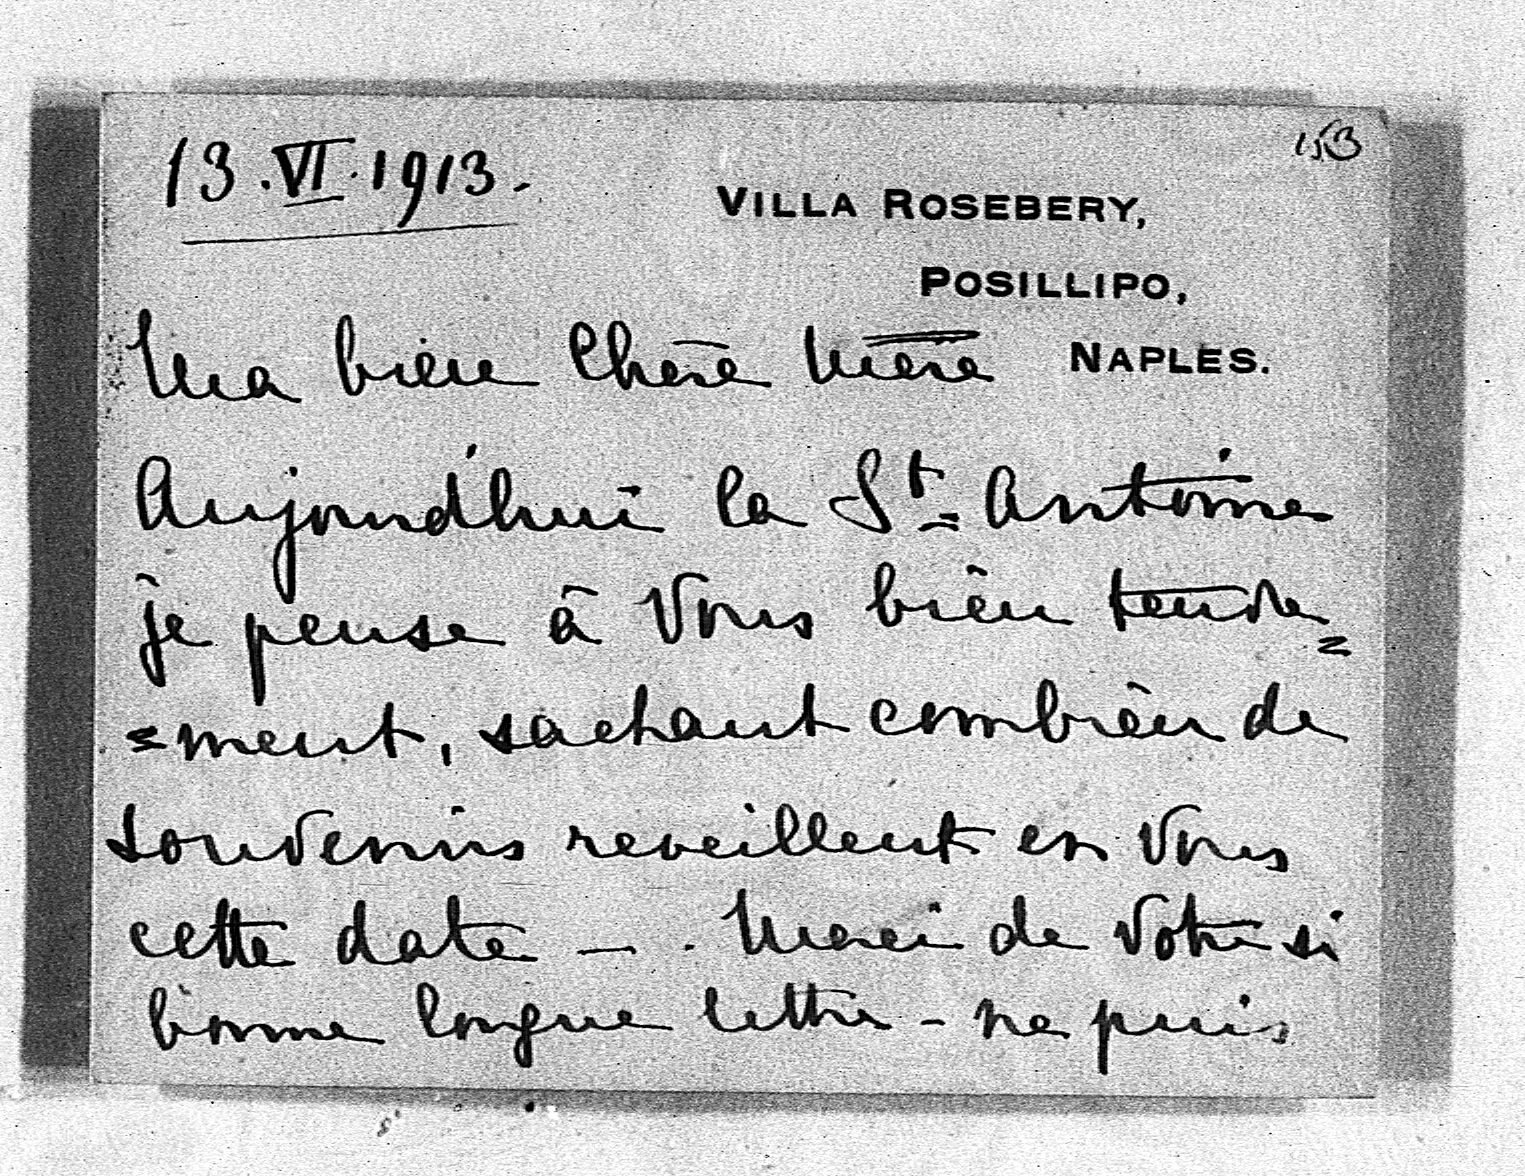 153
13.VI.1913.-
VILLA ROSEBERY,
POSILLIPO,
NAPLES.
Ma bien Chère Mère
Aujourd'hui la St= Antoine
je pense à Vous bien tendre=
=ment, sachant combien de
souvenirs reveillent en Vous
cette date — . Merci de Votre si
bonne longue lettre - ne puis